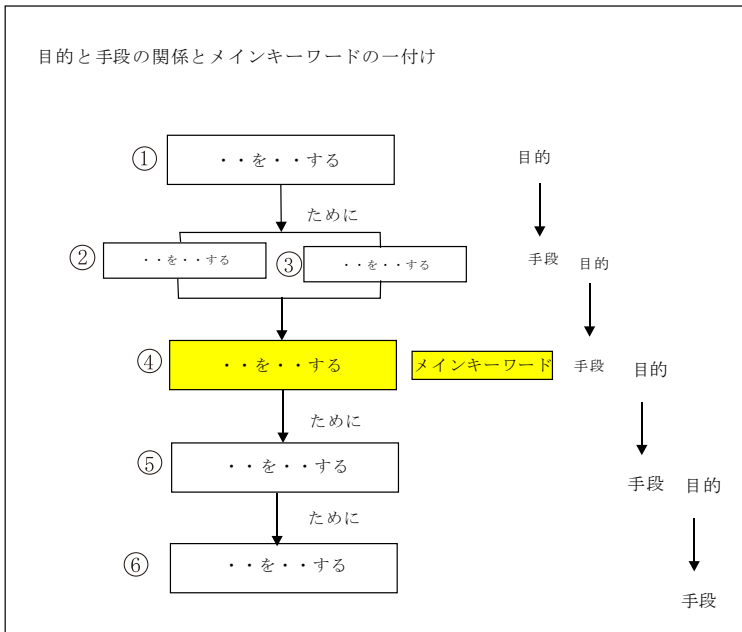 目的と手段の関係とメインキーワードの一付け
① ・・を・・する 目的
ために
② ・・を・・する ③ ・・を・・する 手段 目的
④ ・・を・・する メインキーワード 手段 目的
ために
⑤ ・・を・・する 手段 目的
ために
⑥ ・・を・・する
手段